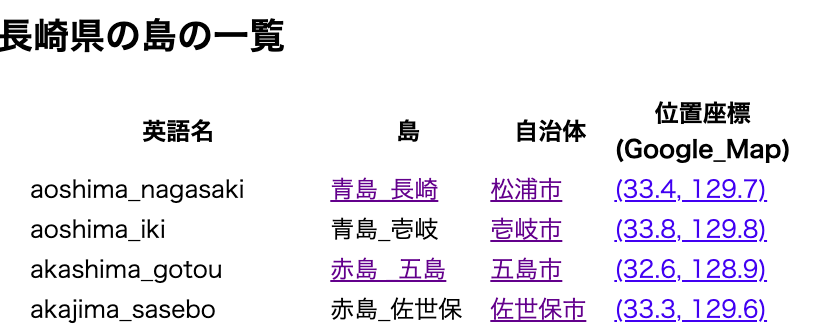 長崎県の島の一覧
英語名 島 自治体 位置座標(Google_Map)
aoshima_nagasaki 青島_長崎 松浦市 (33.4, 129.7)
aoshima_iki 青島_壱岐 壱岐市 (33.8, 129.8)
akashima_gotou 赤島＿五島 五島市 (32.6, 128.9)
akajima_sasebo 赤島_佐世保 佐世保市 (33.3, 129.6)